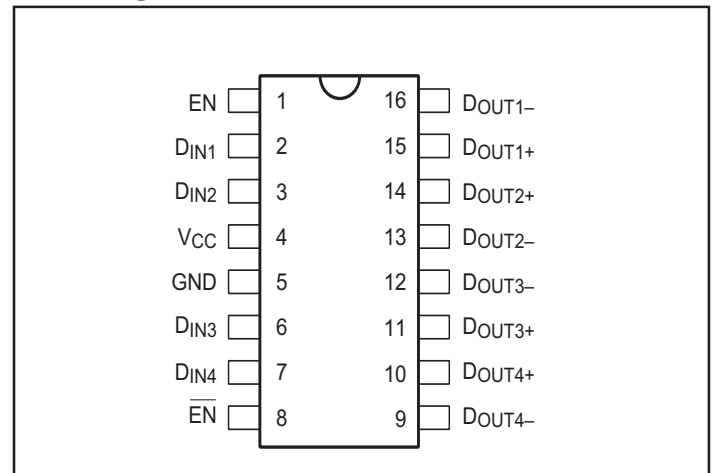 EN 1 16 DOUT1–
DIN1 2 15 DOUT1+
DIN2 3 14 DOUT2+
VCC 4 13 DOUT2–
GND 5 12 DOUT3–
DIN3 6 11 DOUT3+
DIN4 7 10 DOUT4+
E̅N̅ 8 9 DOUT4–